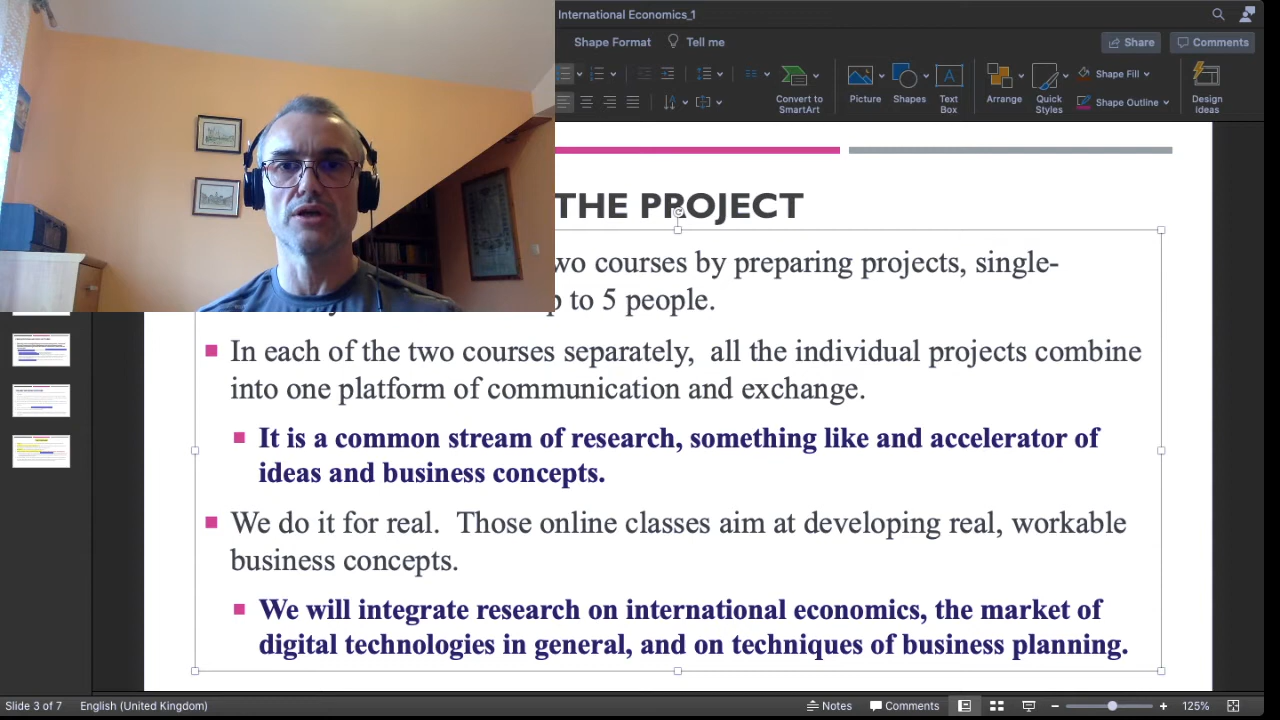 International Economics_1
Shape Format Tell me
Share Comments
Convert to
SmartArt
Picture
Shapes
Text
Box
Arrange
Quick
Styles
Shape Fill
Shape Outline
Design
Ideas
THE PROJECT
courses by preparing projects, single-
to 5 people.
In each of the two courses separately, all the individual projects combine
into one platform of communication and exchange.
It is a common stream of research, something like and accelerator of
ideas and business concepts.
We do it for real. Those online classes aim at developing real, workable
business concepts.
We will integrate research on international economics, the market of
digital technologies in general, and on techniques of business planning.
Slide 3 of 7 English (United Kingdom) Notes Comments 125%